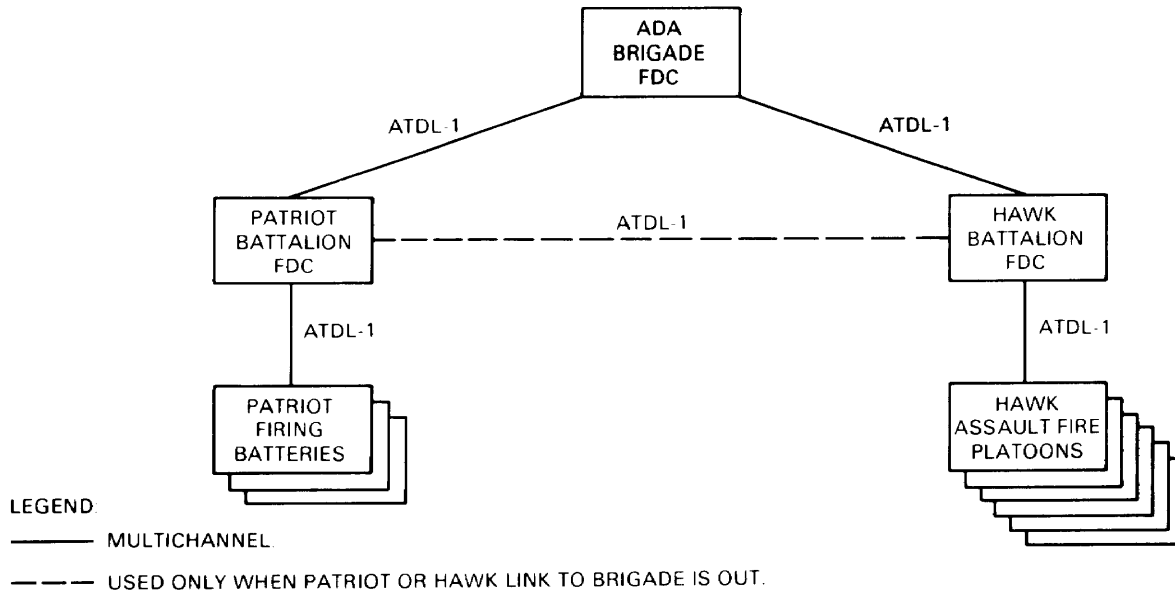 ADA
BRIGADE
FDC
ATDL-1
ATDL-1
PATRIOT
BATTALION
FDC
ATDL-1
HAWK
BATTALION
FDC
ATDL-1
ATDL-1
PATRIOT
FIRING
BATTERIES
HAWK
ASSAULT FIRE
PLATOONS
LEGEND:
MULTICHANNEL.
USED ONLY WHEN PATRIOT OR HAWK LINK TO BRIGADE IS OUT.